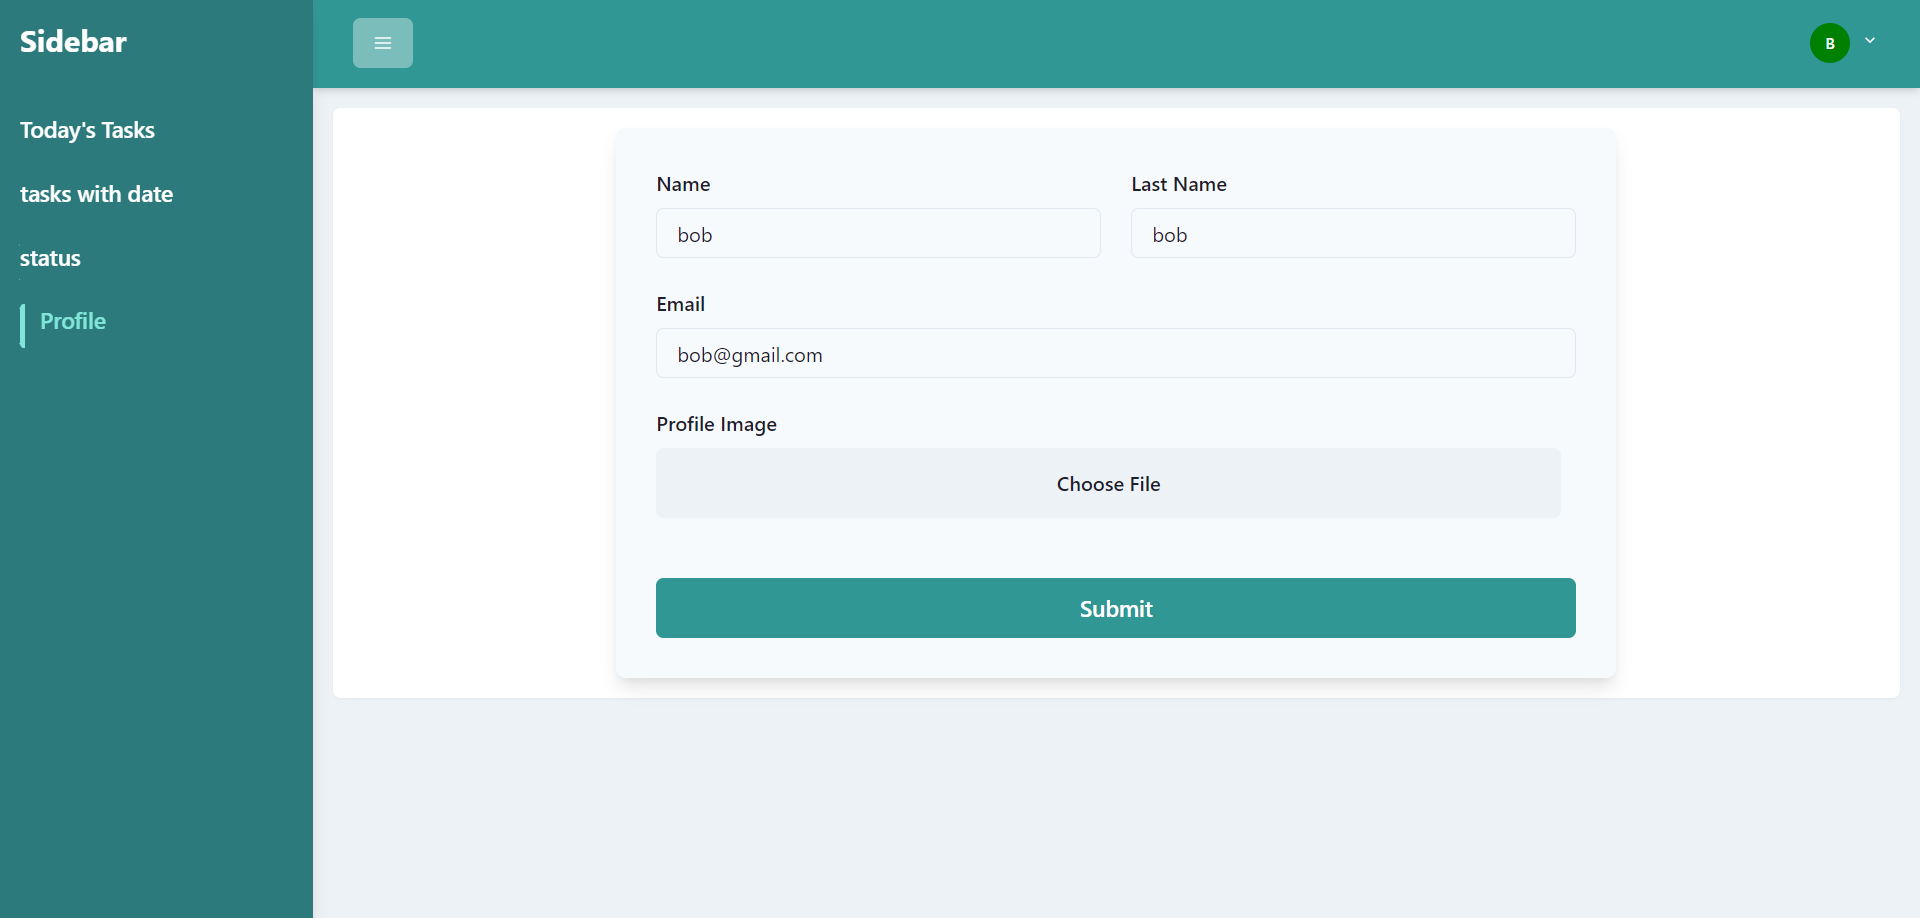 Sidebar
B
Today's Tasks
tasks with date
status
Profile
Name
Last Name
bob
bob
Email
bob@gmail.com
Profile Image
Choose File
Submit